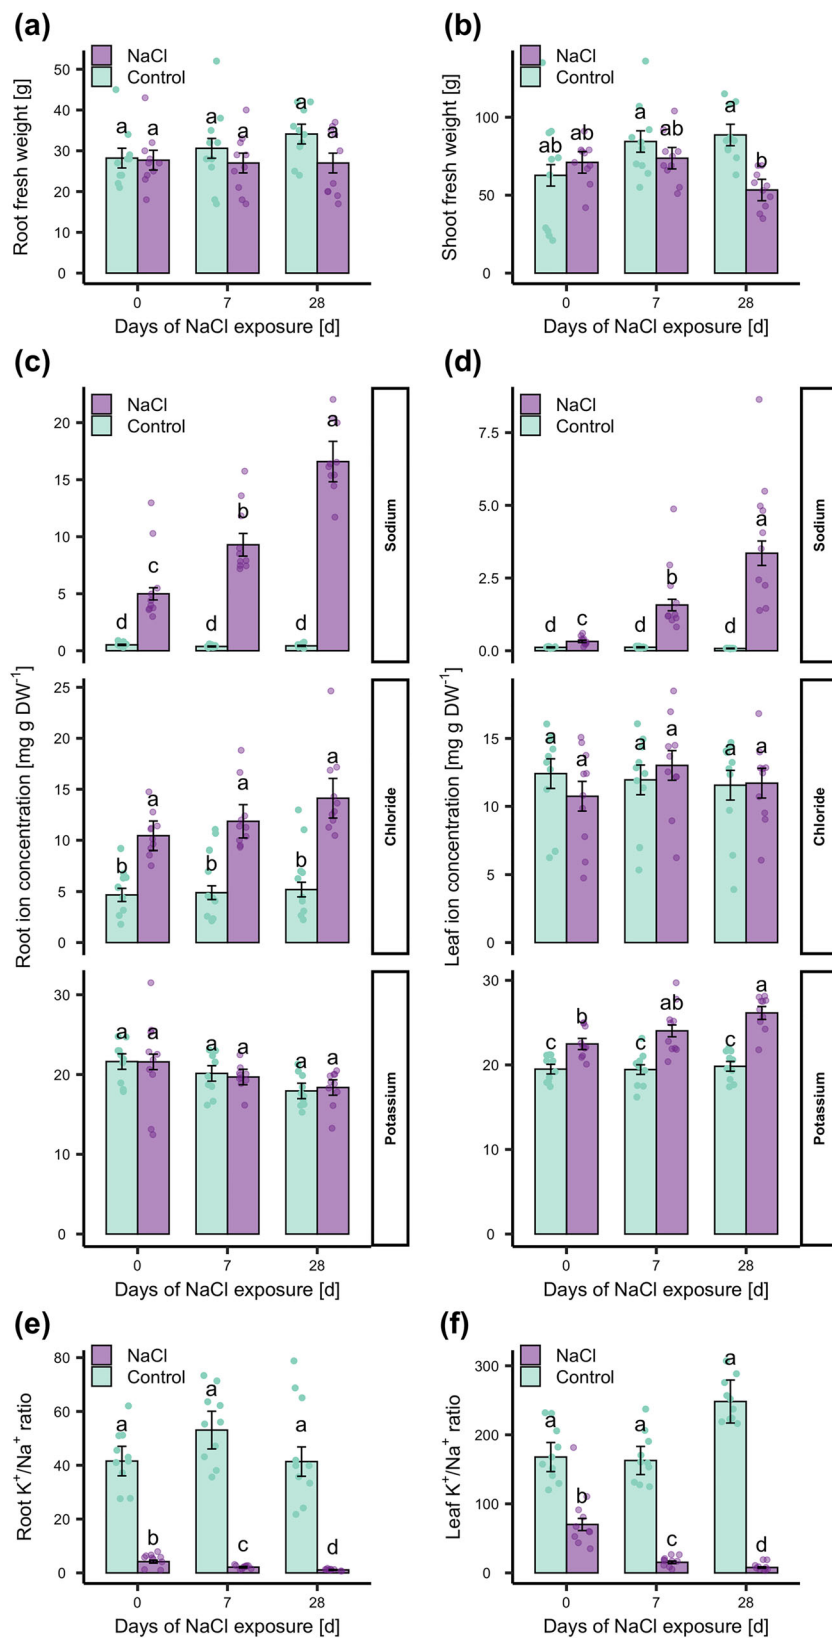 (a)
NaCl
Control
Root fresh weight [g]
50
40
30
20
10
0
a a a a a a
0 7 28
Days of NaCl exposure [d]
(b)
NaCl
Control
Shoot fresh weight [g]
100
50
0
ab ab a ab a b
0 7 28
Days of NaCl exposure [d]
(c)
NaCl
Control
Root ion concentration [mg g DW⁻¹]
20
15
10
5
0
d c d b d a
Sodium
25
20
15
10
5
0
b a b a b a
Chloride
30
20
10
0
a a a a a a
Potassium
0 7 28
Days of NaCl exposure [d]
(d)
NaCl
Control
Leaf ion concentration [mg g DW⁻¹]
7.5
5.0
2.5
0.0
d c d b d a
Sodium
15
10
5
0
a a a a a a
Chloride
30
20
10
0
c b c ab c a
Potassium
0 7 28
Days of NaCl exposure [d]
(e)
NaCl
Control
Root K⁺/Na⁺ ratio
80
60
40
20
0
a b a c a d
0 7 28
Days of NaCl exposure [d]
(f)
NaCl
Control
Leaf K⁺/Na⁺ ratio
300
200
100
0
a b a c a d
0 7 28
Days of NaCl exposure [d]